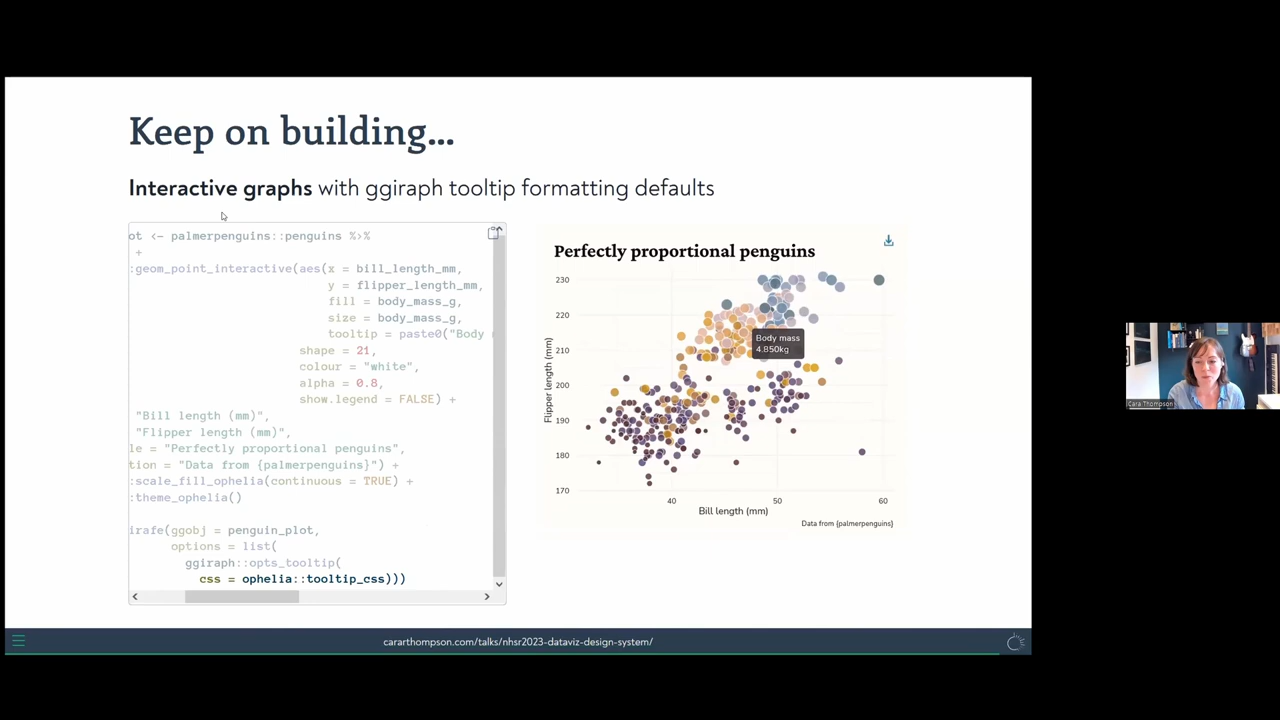 Keep on building...
Interactive graphs with ggiraph tooltip formatting defaults
ot <- palmerpenguins::penguins %>%
+
:geom_point_interactive(aes(x = bill_length_mm,
y = flipper_length_mm,
fill = body_mass_g,
size = body_mass_g,
tooltip = paste0("Body
shape = 21,
colour = "white",
alpha = 0.8,
show.legend = FALSE) +
"Bill length (mm)",
"Flipper length (mm)",
le = "Perfectly proportional penguins",
tion = "Data from {palmerpenguins}") +
:scale_fill_ophelia(continuous = TRUE) +
:theme_ophelia()
irafe(ggobj = penguin_plot,
options = list(
ggiraph::opts_tooltip(
css = ophelia::tooltip_css)))
Perfectly proportional penguins
230
220
210
200
190
180
170
Flipper length (mm)
Body mass
4.850kg
40
50
60
Bill length (mm)
Data from {palmerpenguins}
cararthompson.com/talks/nhsr2023-dataviz-design-system/
Cara Thompson